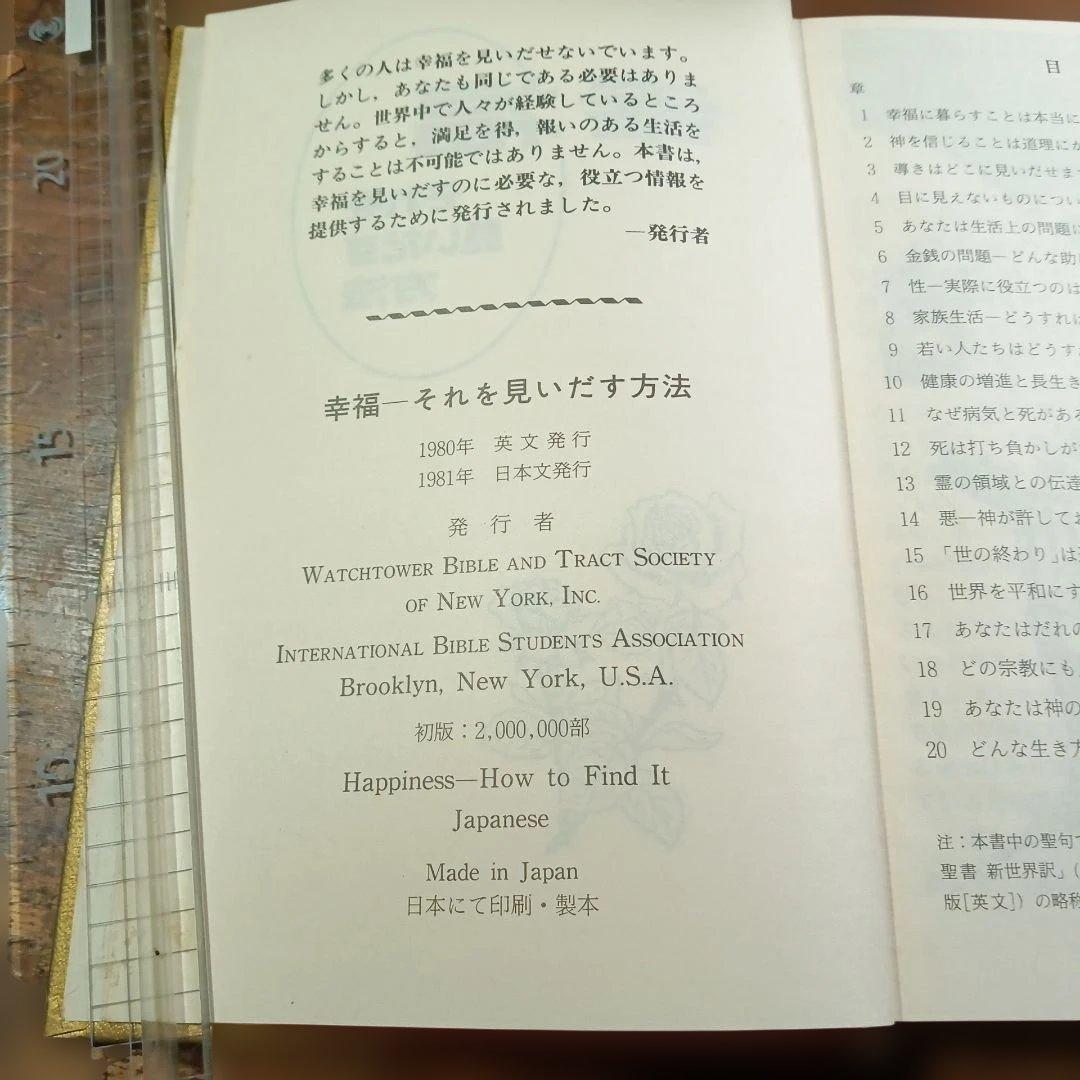 多くの人は幸福を見いだせないでいます。
しかし，あなたも同じである必要はありま
せん。世界中で人々が経験しているところ
からすると，満足を得，報いのある生活を
することは不可能ではありません。本書は，
幸福を見いだすのに必要な，役立つ情報を
提供するために発行されました。
―発行者
幸福―それを見いだす方法
1980年　英文発行
1981年　日本文発行
発行者
WATCHTOWER BIBLE AND TRACT SOCIETY
OF NEW YORK, INC.
INTERNATIONAL BIBLE STUDENTS ASSOCIATION
Brooklyn, New York, U.S.A.
初版：2,000,000部
Happiness—How to Find It
Japanese
Made in Japan
日本にて印刷・製本
目
章
1　幸福に暮らすことは本当に
2　神を信じることは道理にか
3　導きはどこに見いだせま
4　目に見えないものについ
5　あなたは生活上の問題に
6　金銭の問題―どんな助
7　性―実際に役立つのは
8　家族生活―どうすれば
9　若い人たちはどうす
10　健康の増進と長生き
11　なぜ病気と死がある
12　死は打ち負かしが
13　霊の領域との伝達
14　悪―神が許してお
15　「世の終わり」は
16　世界を平和にす
17　あなたはだれの
18　どの宗教にも
19　あなたは神の
20　どんな生き方
注：本書中の聖句で
聖書 新世界訳」（
版[英文]）の略称
20
15